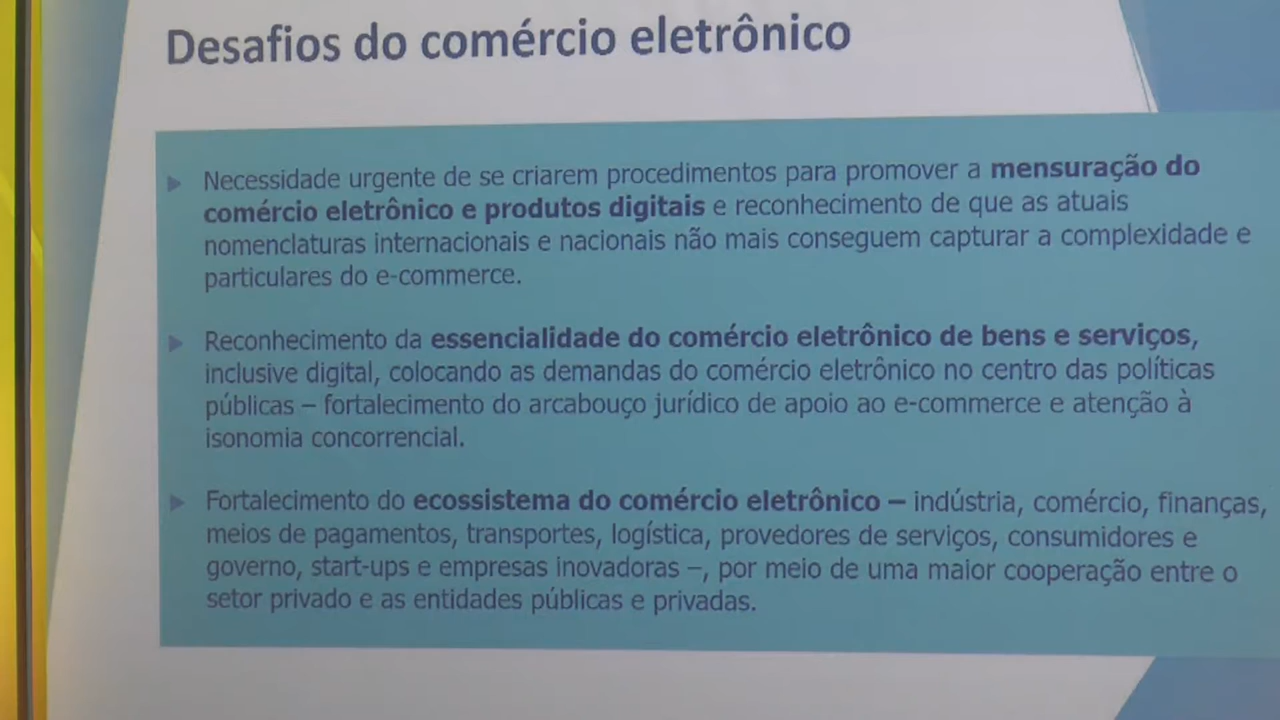 Desafios do comércio eletrônico
Necessidade urgente de se criarem procedimentos para promover a mensuração do
comércio eletrônico e produtos digitais e reconhecimento de que as atuais
nomenclaturas internacionais e nacionais não mais conseguem capturar a complexidade e
particulares do e-commerce.
Reconhecimento da essencialidade do comércio eletrônico de bens e serviços,
inclusive digital, colocando as demandas do comércio eletrônico no centro das políticas
públicas – fortalecimento do arcabouço jurídico de apoio ao e-commerce e atenção à
isonomia concorrencial.
Fortalecimento do ecossistema do comércio eletrônico – indústria, comércio, finanças,
meios de pagamentos, transportes, logística, provedores de serviços, consumidores e
governo, start-ups e empresas inovadoras –, por meio de uma maior cooperação entre o
setor privado e as entidades públicas e privadas.